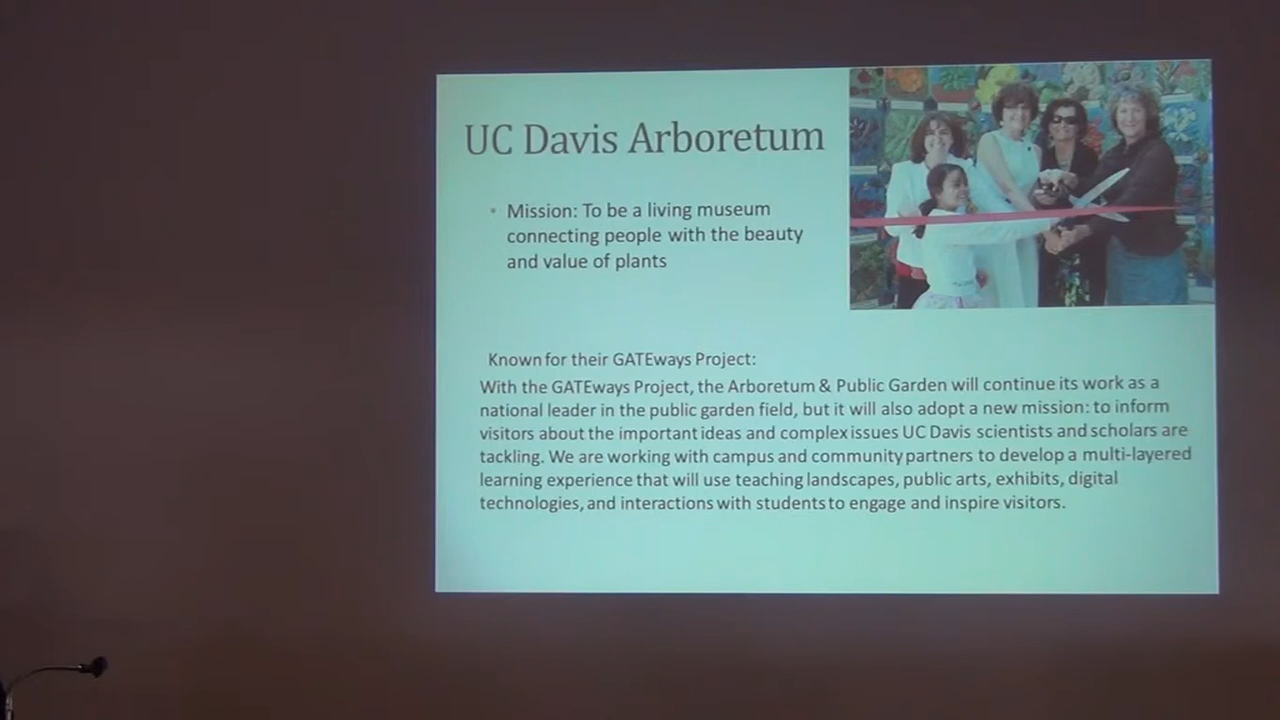 UC Davis Arboretum
Mission: To be a living museum
connecting people with the beauty
and value of plants
Known for their GATEways Project:
With the GATEways Project, the Arboretum & Public Garden will continue its work as a
national leader in the public garden field, but it will also adopt a new mission: to inform
visitors about the important ideas and complex issues UC Davis scientists and scholars are
tackling. We are working with campus and community partners to develop a multi-layered
learning experience that will use teaching landscapes, public arts, exhibits, digital
technologies, and interactions with students to engage and inspire visitors.